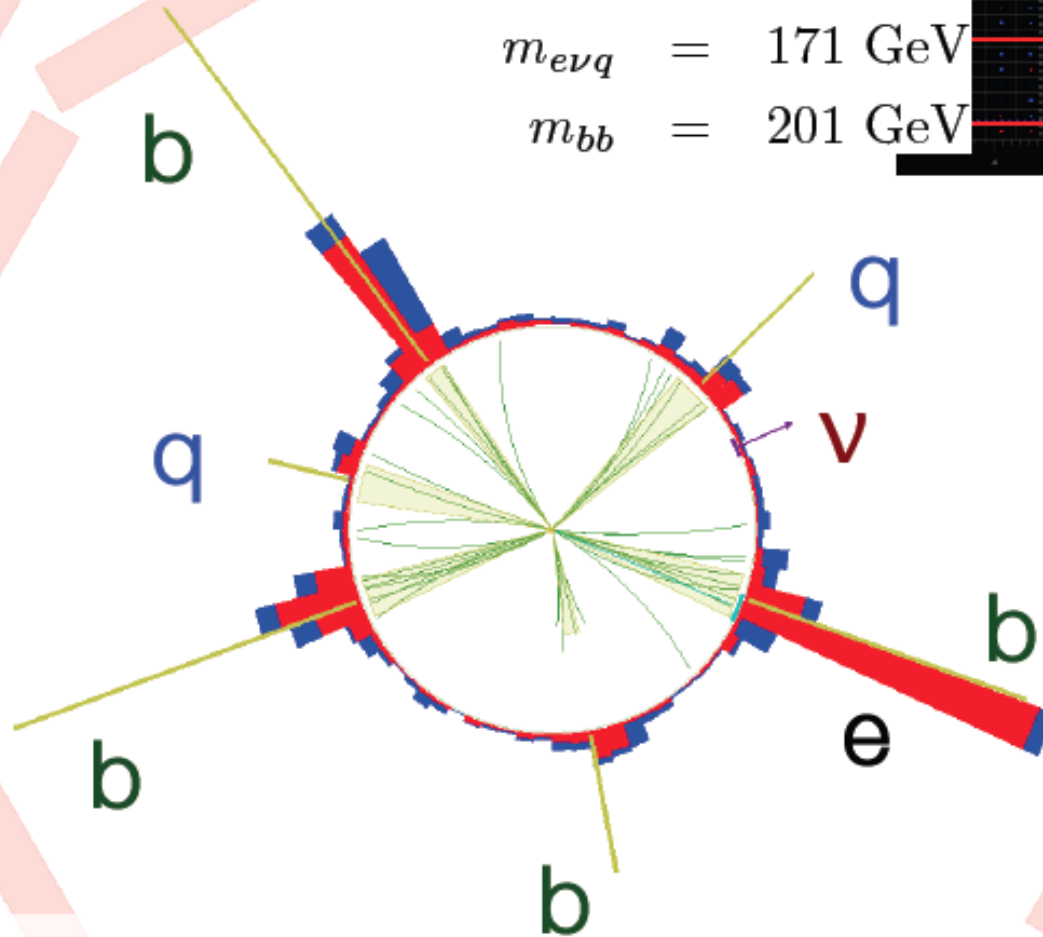 m_{eνq} = 171 GeV
m_{bb} = 201 GeV
b
q
ν
q
b
e
b
b